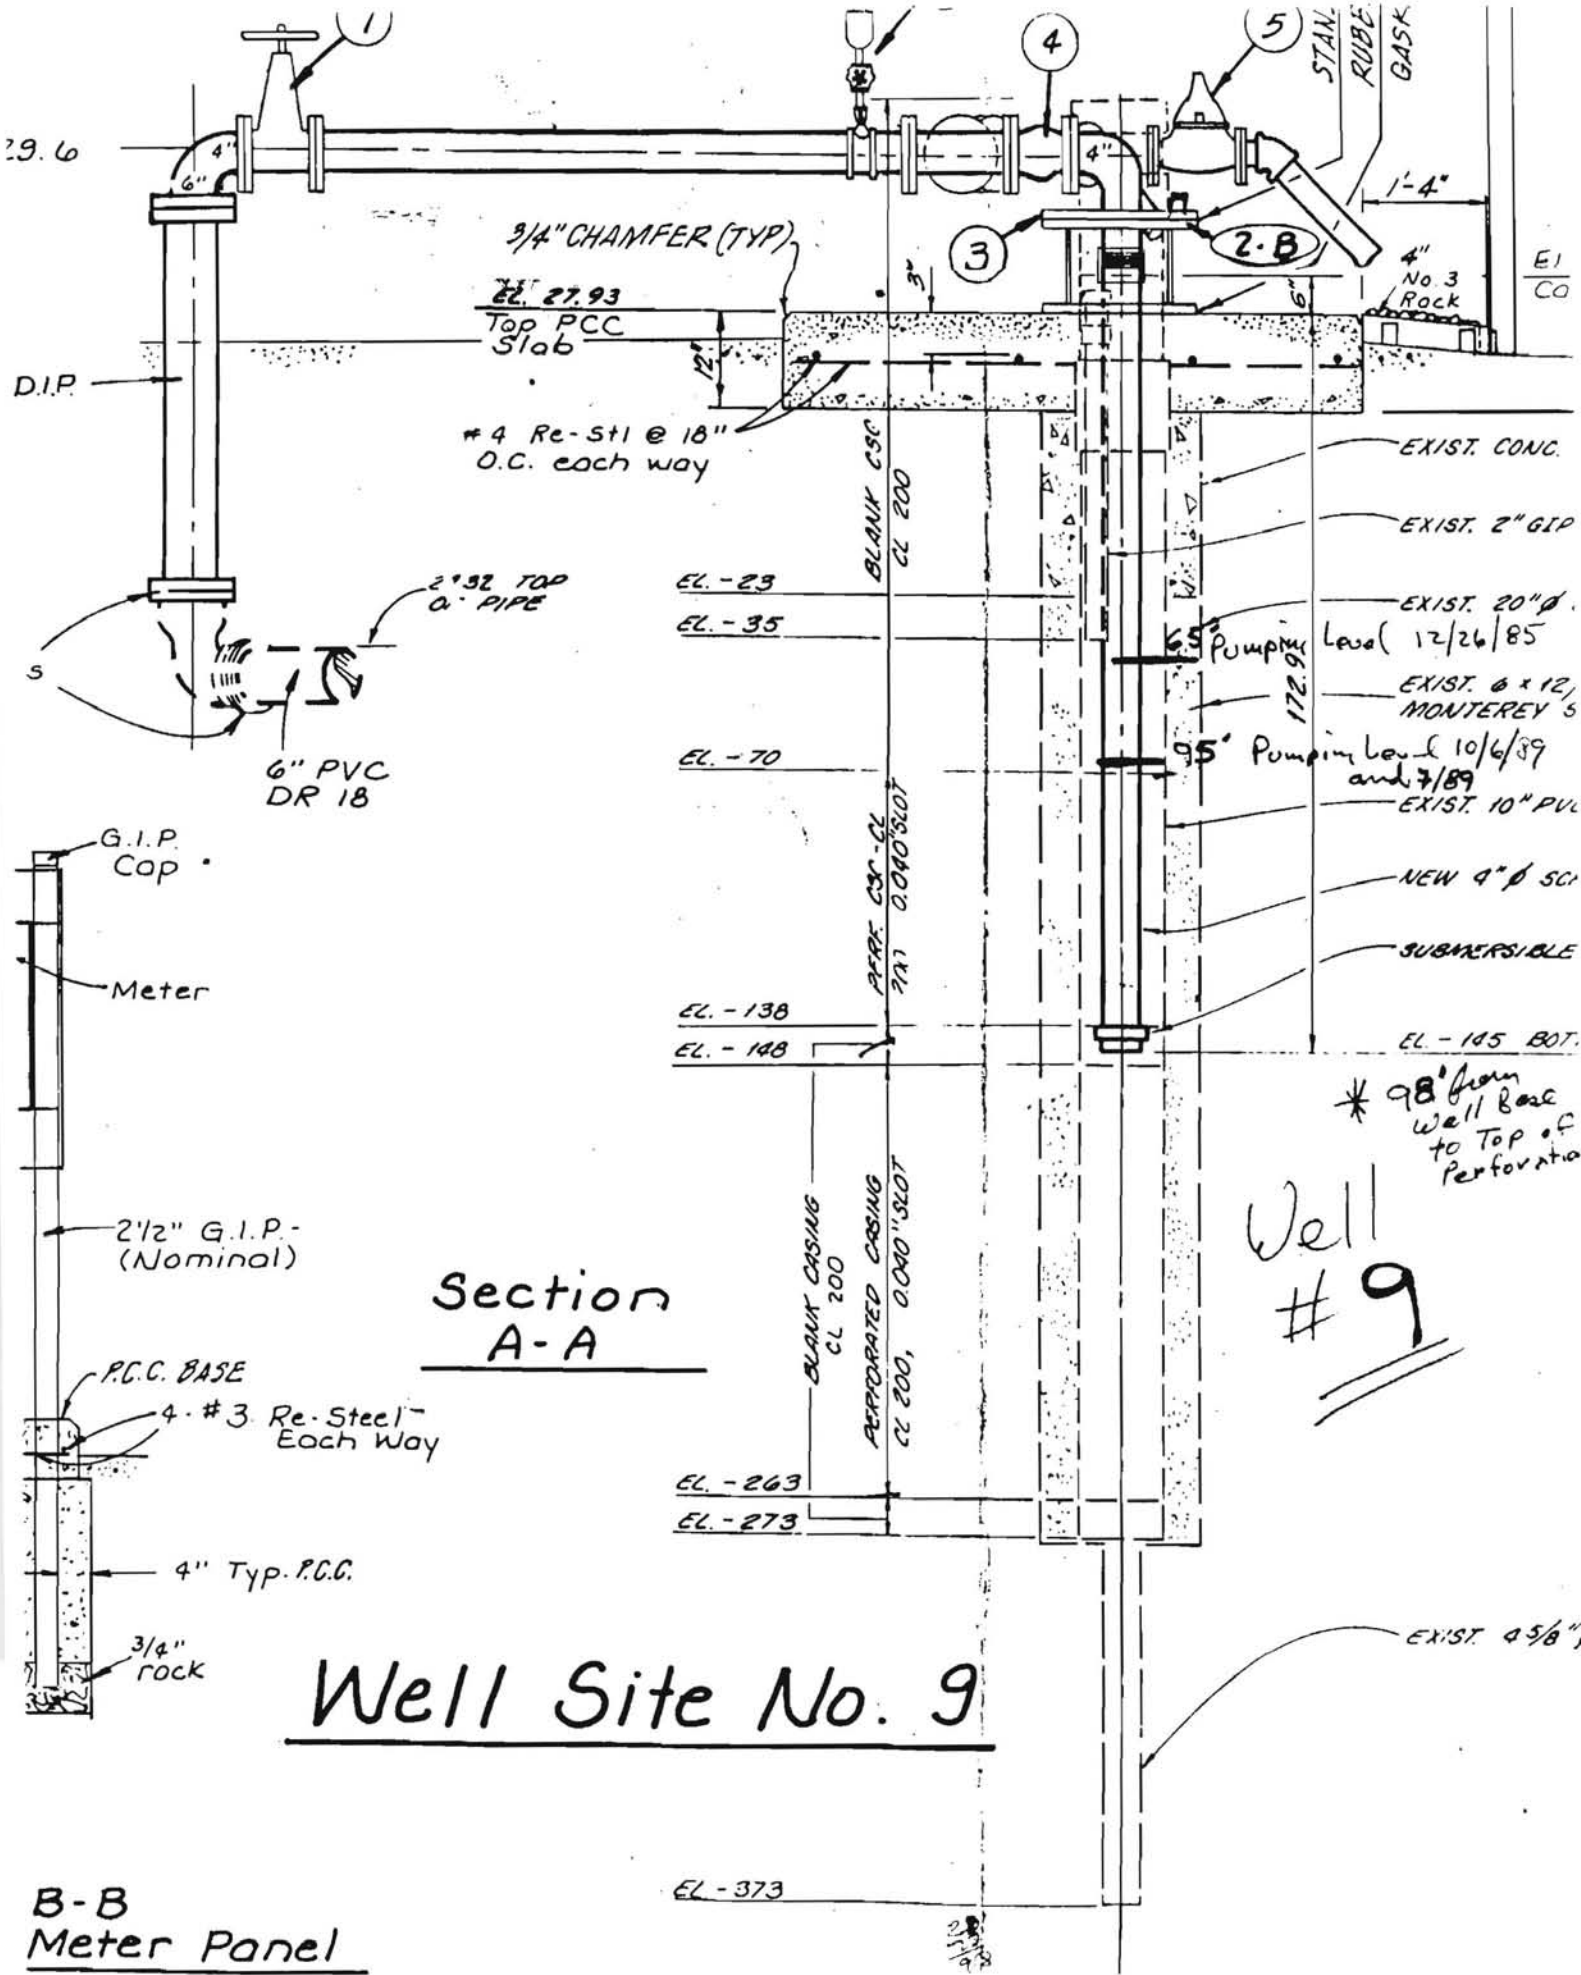 1
4
5
STAN
RUBE
GASK
29.6
4"
6"
4"
1'-4"
3/4" CHAMFER (TYP)
3
2·B
4"
No. 3
Rock
EL. 27.93
Top PCC
Slab
3"
6"
12"
D.I.P.
#4 Re-Stl @ 18"
O.C. each way
BLANK CSG
CL 200
EXIST. CONC.
EXIST. 2" GIP
2.32 TOP
PIPE
EL. -23
EL. -35
EXIST. 20" Ø
65' Pumping Level 12/26/85
172.9
S
EXIST. 6 x 12,
MONTEREY S
EL. -70
95' Pumping Level 10/6/89
and 7/89
6" PVC
DR 18
EXIST. 10" PVC
G.I.P.
Cap
PERF. CSG-CL
200 0.040" SLOT
NEW 4" Ø SCH
SUBMERSIBLE
Meter
EL. -138
EL. -148
EL -145 BOT.
* 98' from
Well Base
to Top of
Perforatio
Well
#9
2 1/2" G.I.P.-
(Nominal)
BLANK CASING
CL 200
PERFORATED CASING
CL 200, 0.040" SLOT
Section
A-A
P.C.C. BASE
4-#3 Re-Steel-
Each Way
EL. -263
EL. -273
4" Typ. P.C.C.
3/4"
rock
EXIST. 4 5/8"
Well Site No. 9
EL -373
B-B
Meter Panel